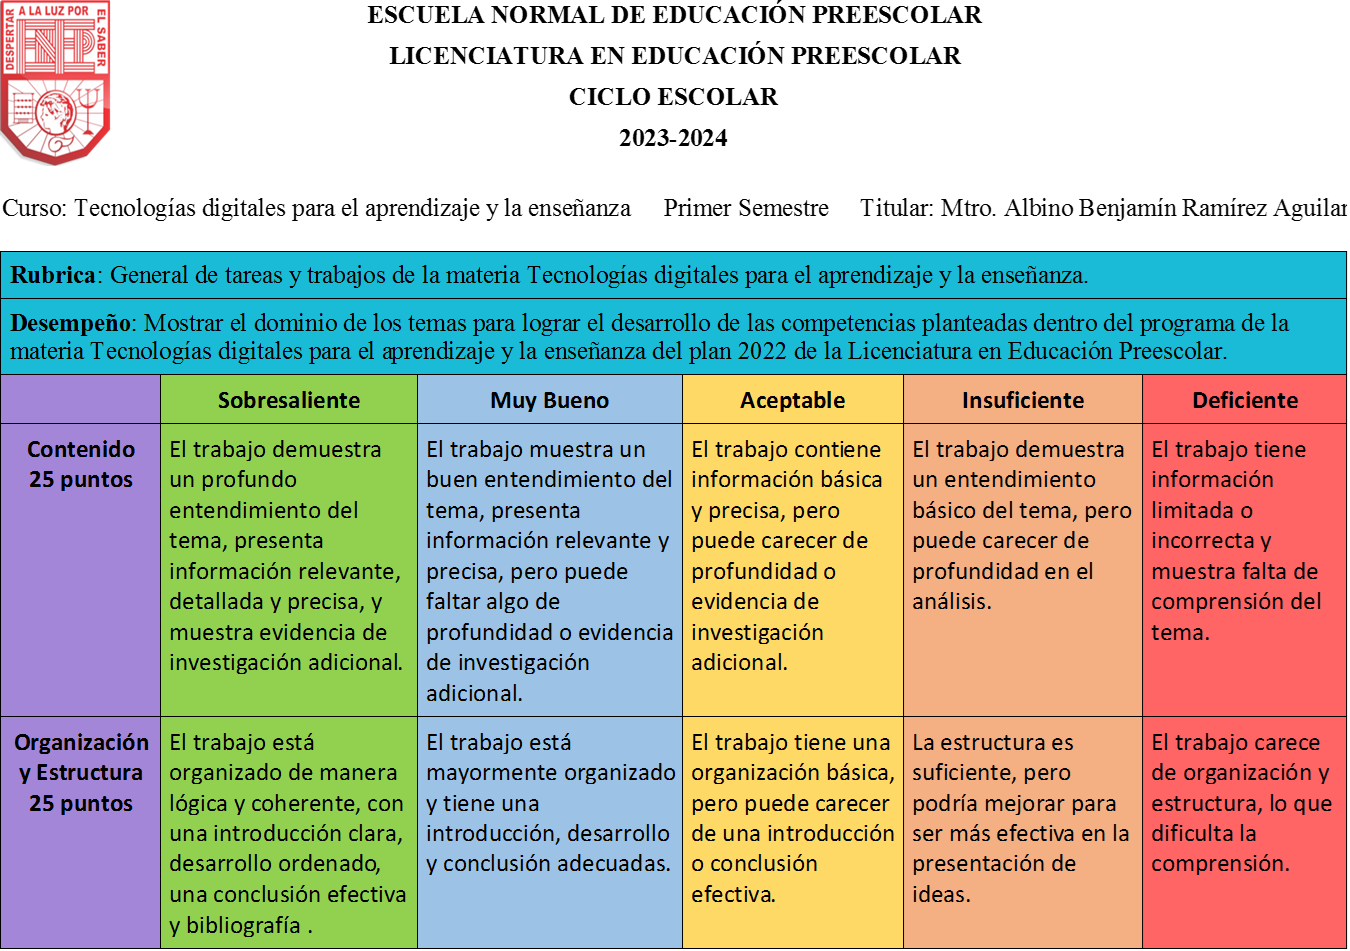 DESPERTAR A LA LUZ POR EL SABER
ENP
ESCUELA NORMAL DE EDUCACIÓN PREESCOLAR
LICENCIATURA EN EDUCACIÓN PREESCOLAR
CICLO ESCOLAR
2023-2024
Curso: Tecnologías digitales para el aprendizaje y la enseñanza Primer Semestre Titular: Mtro. Albino Benjamín Ramírez Aguilar
Rubrica: General de tareas y trabajos de la materia Tecnologías digitales para el aprendizaje y la enseñanza.
Desempeño: Mostrar el dominio de los temas para lograr el desarrollo de las competencias planteadas dentro del programa de la
materia Tecnologías digitales para el aprendizaje y la enseñanza del plan 2022 de la Licenciatura en Educación Preescolar.
Sobresaliente
Muy Bueno
Aceptable
Insuficiente
Deficiente
Contenido
25 puntos
El trabajo demuestra
un profundo
entendimiento del
tema, presenta
información relevante,
detallada y precisa, y
muestra evidencia de
investigación adicional.
El trabajo muestra un
buen entendimiento del
tema, presenta
información relevante y
precisa, pero puede
faltar algo de
profundidad o evidencia
de investigación
adicional.
El trabajo contiene
información básica
y precisa, pero
puede carecer de
profundidad o
evidencia de
investigación
adicional.
El trabajo demuestra
un entendimiento
básico del tema, pero
puede carecer de
profundidad en el
análisis.
El trabajo tiene
información
limitada o
incorrecta y
muestra falta de
comprensión del
tema.
Organización
y Estructura
25 puntos
El trabajo está
organizado de manera
lógica y coherente, con
una introducción clara,
desarrollo ordenado,
una conclusión efectiva
y bibliografía .
El trabajo está
mayormente organizado
y tiene una
introducción, desarrollo
y conclusión adecuadas.
El trabajo tiene una
organización básica,
pero puede carecer
de una introducción
o conclusión
efectiva.
La estructura es
suficiente, pero
podría mejorar para
ser más efectiva en la
presentación de
ideas.
El trabajo carece
de organización y
estructura, lo que
dificulta la
comprensión.